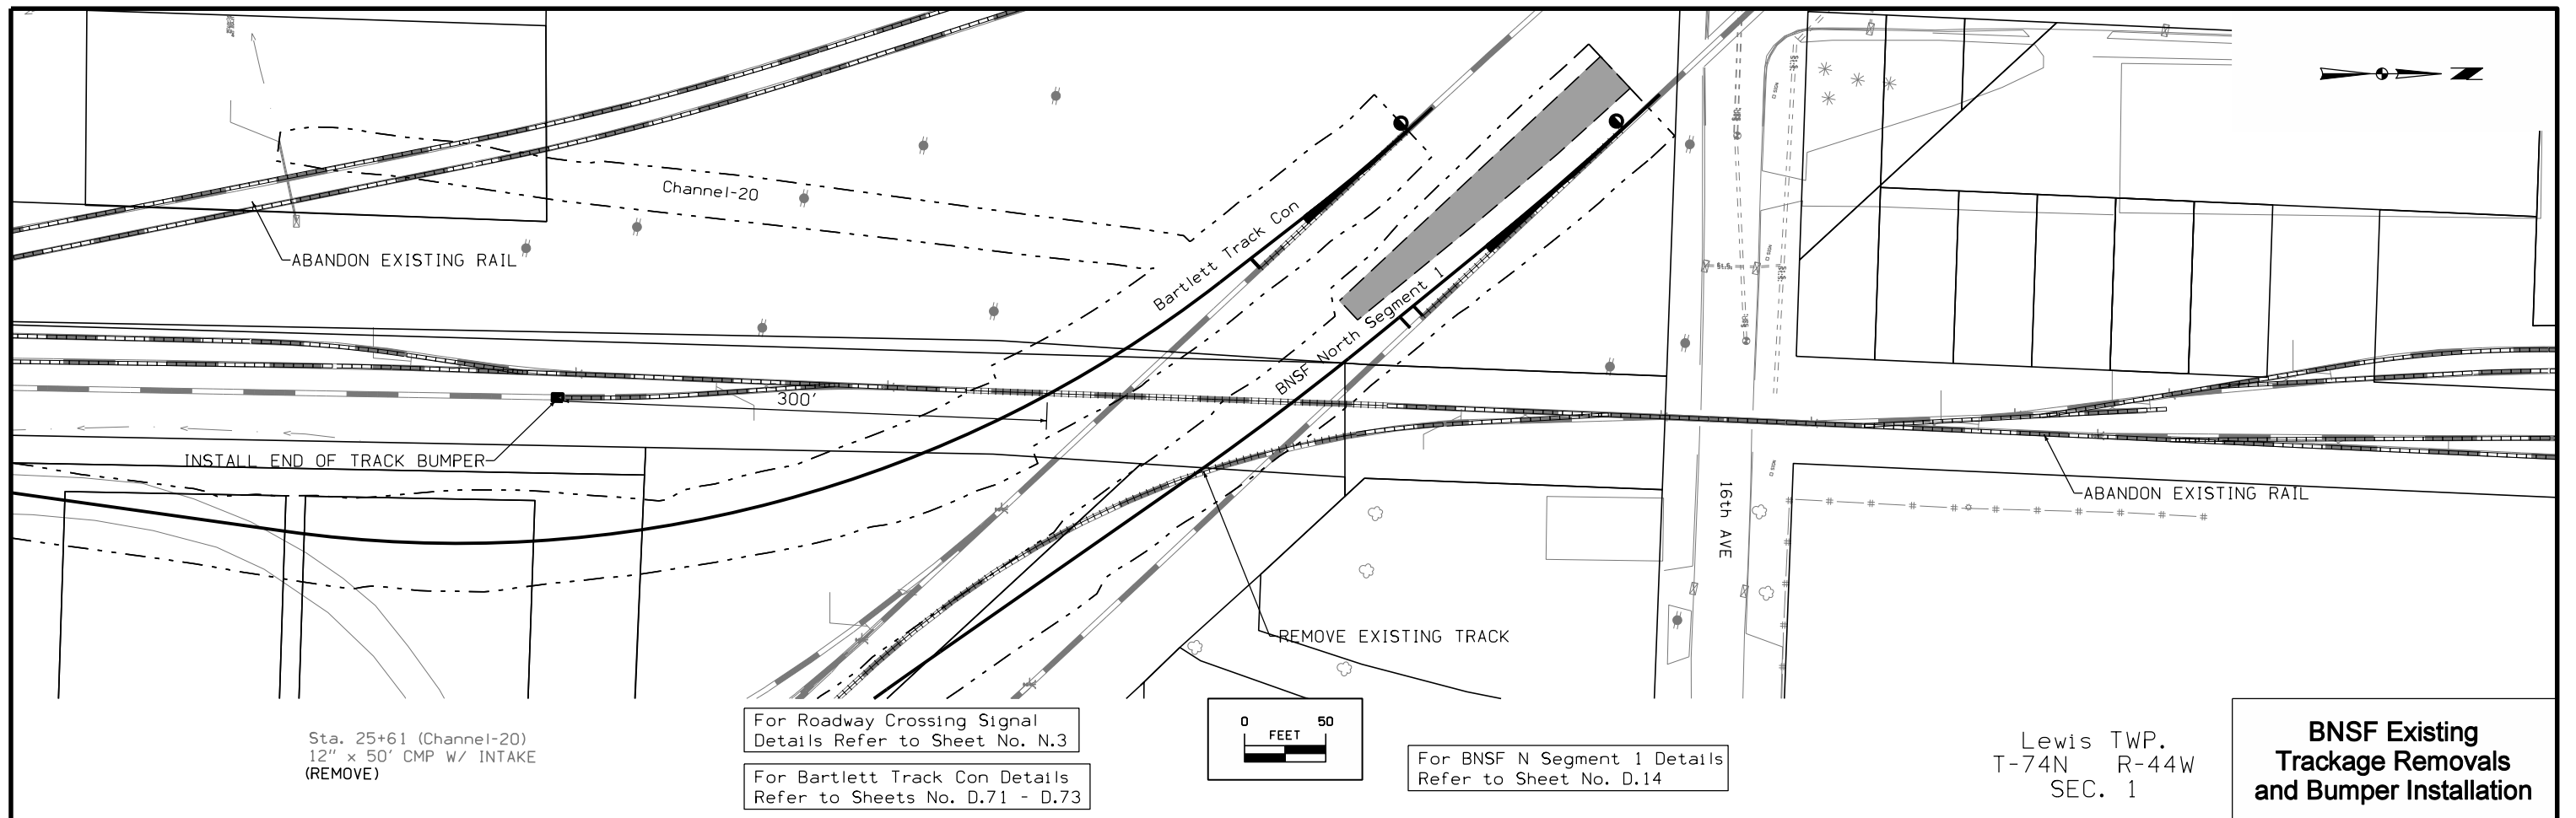 Channel-20
ABANDON EXISTING RAIL
Bartlett Track Con
BNSF North Segment 1
300'
INSTALL END OF TRACK BUMPER
16th AVE
ABANDON EXISTING RAIL
REMOVE EXISTING TRACK
Sta. 25+61 (Channel-20)
12" x 50' CMP W/ INTAKE
(REMOVE)
For Roadway Crossing Signal
Details Refer to Sheet No. N.3
For Bartlett Track Con Details
Refer to Sheets No. D.71 - D.73
0 50
FEET
For BNSF N Segment 1 Details
Refer to Sheet No. D.14
Lewis TWP.
T-74N R-44W
SEC. 1
BNSF Existing
Trackage Removals
and Bumper Installation